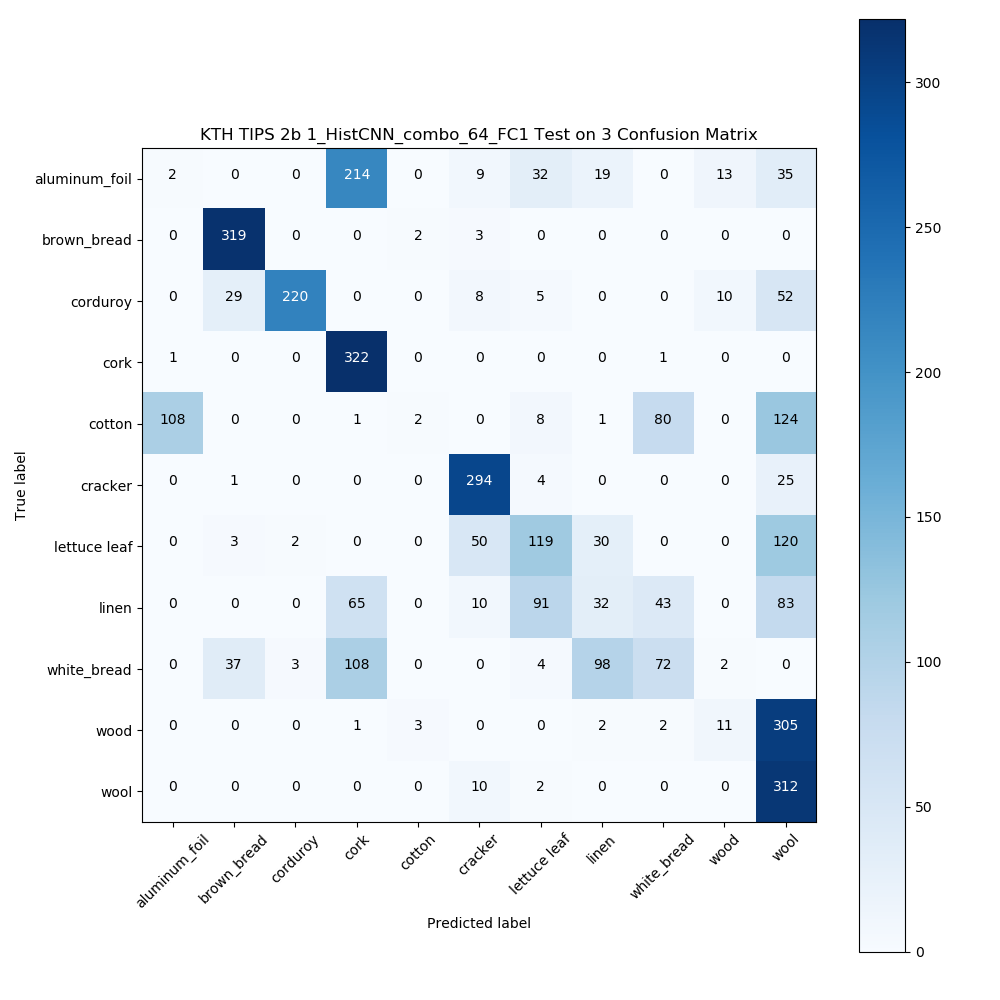 KTH TIPS 2b 1_HistCNN_combo_64_FC1 Test on 3 Confusion Matrix
aluminum_foil 2 0 0 214 0 9 32 19 0 13 35
brown_bread 0 319 0 0 2 3 0 0 0 0 0
corduroy 0 29 220 0 0 8 5 0 0 10 52
cork 1 0 0 322 0 0 0 0 1 0 0
cotton 108 0 0 1 2 0 8 1 80 0 124
cracker 0 1 0 0 0 294 4 0 0 0 25
lettuce leaf 0 3 2 0 0 50 119 30 0 0 120
linen 0 0 0 65 0 10 91 32 43 0 83
white_bread 0 37 3 108 0 0 4 98 72 2 0
wood 0 0 0 1 3 0 0 2 2 11 305
wool 0 0 0 0 0 10 2 0 0 0 312
True label
aluminum_foil brown_bread corduroy cork cotton cracker lettuce leaf linen white_bread wood wool
Predicted label
300
250
200
150
100
50
0